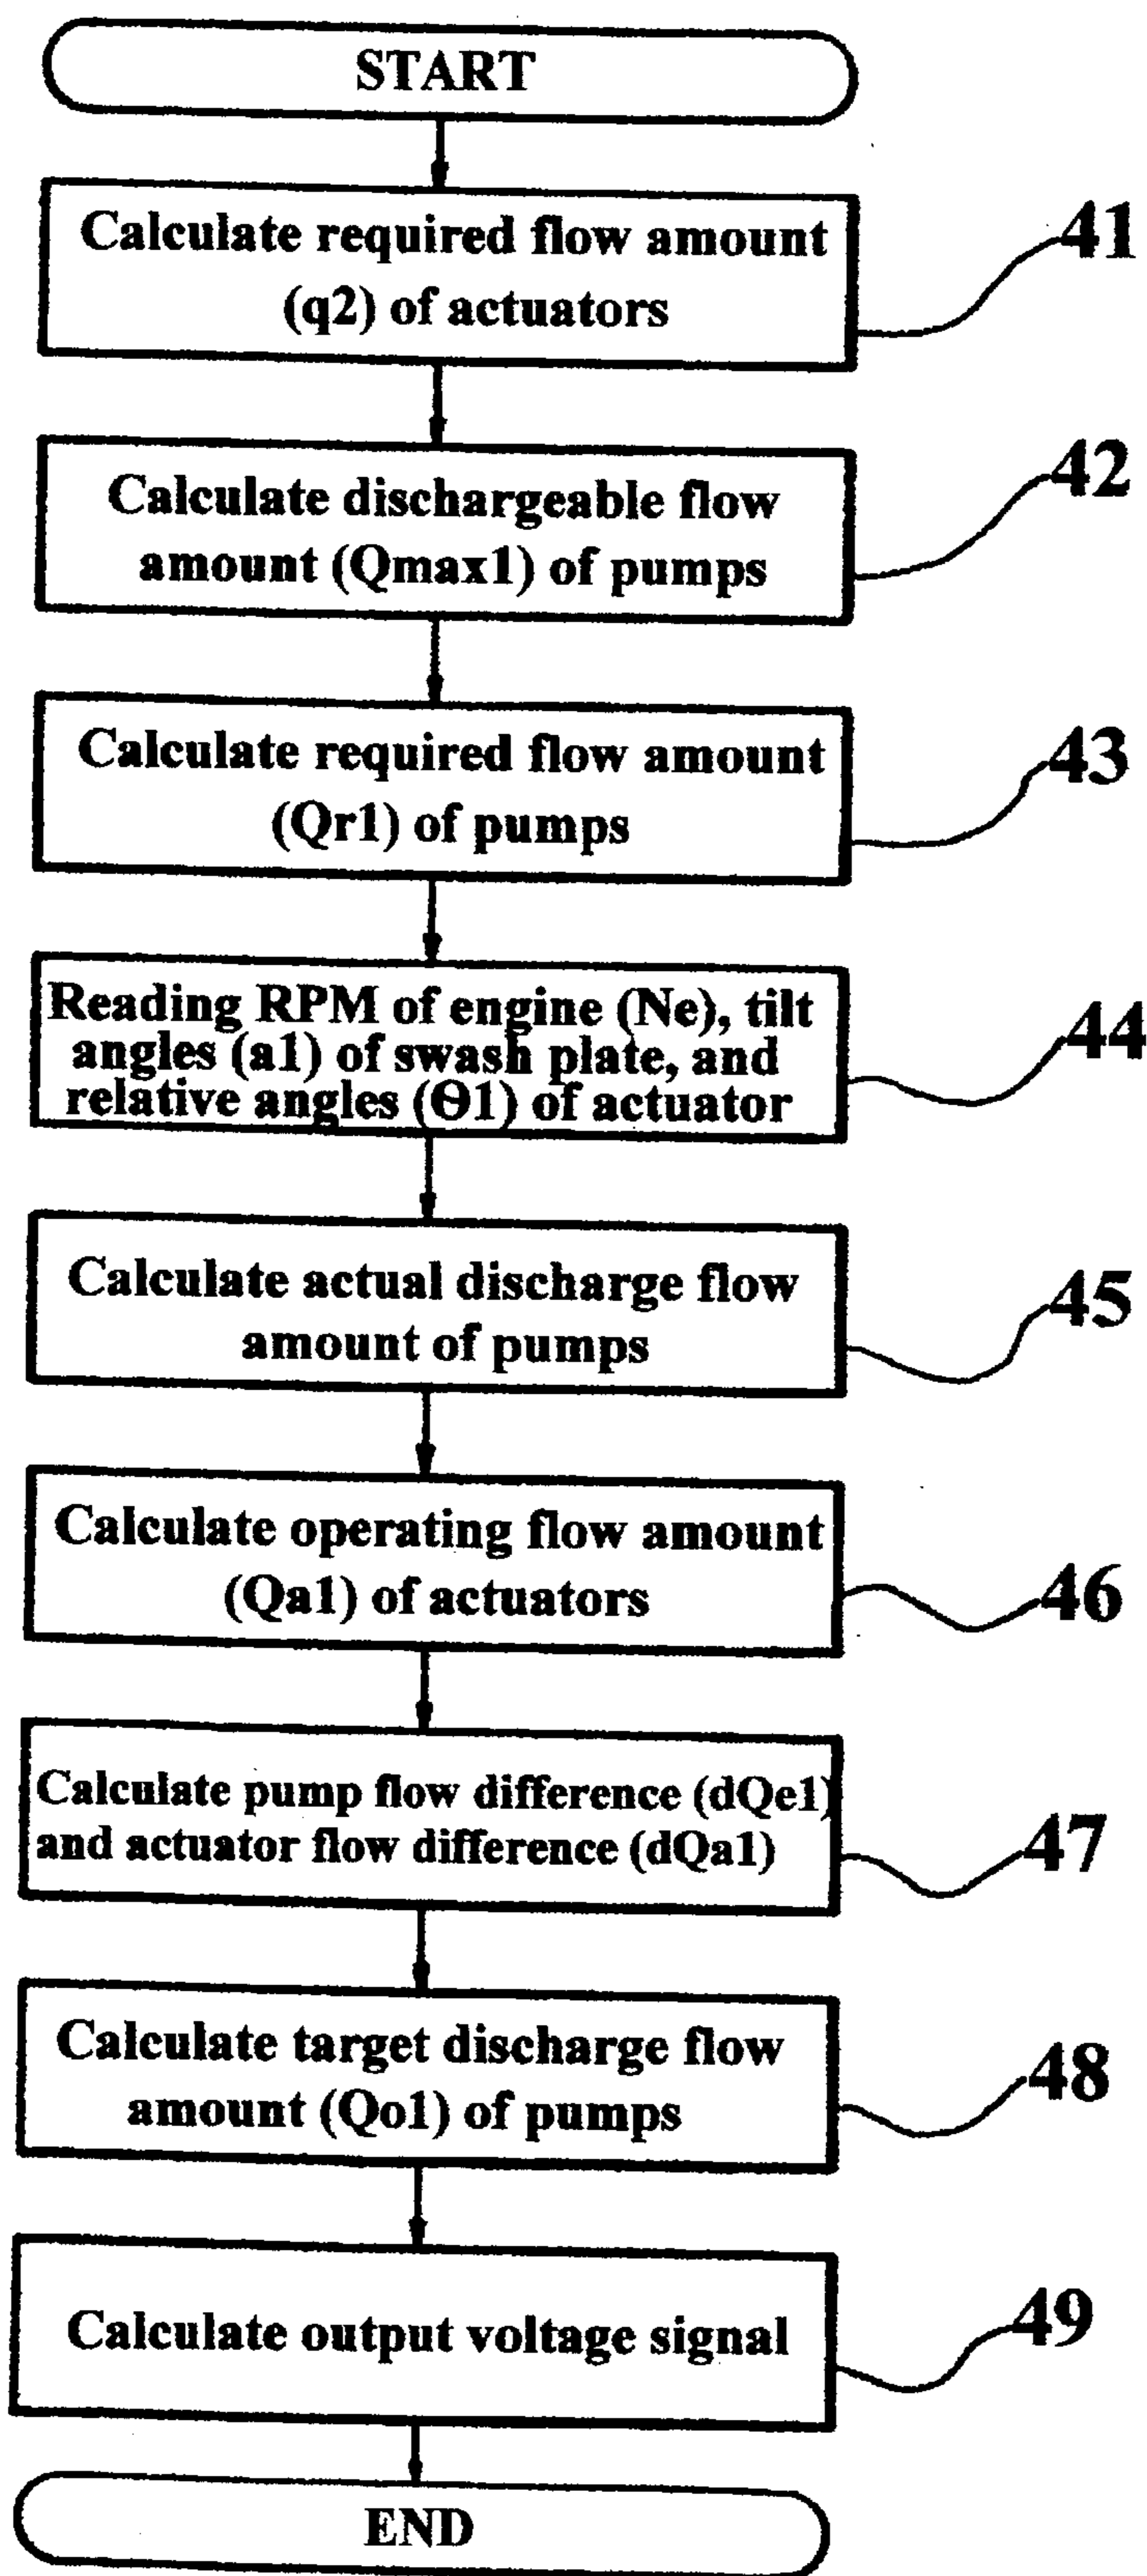 START
Calculate required flow amount
(q2) of actuators
41
Calculate dischargeable flow
amount (Qmax1) of pumps
42
Calculate required flow amount
(Qr1) of pumps
43
Reading RPM of engine (Ne), tilt
angles (a1) of swash plate, and
relative angles (Θ1) of actuator
44
Calculate actual discharge flow
amount of pumps
45
Calculate operating flow amount
(Qa1) of actuators
46
Calculate pump flow difference (dQe1)
and actuator flow difference (dQa1)
47
Calculate target discharge flow
amount (Qo1) of pumps
48
Calculate output voltage signal
49
END